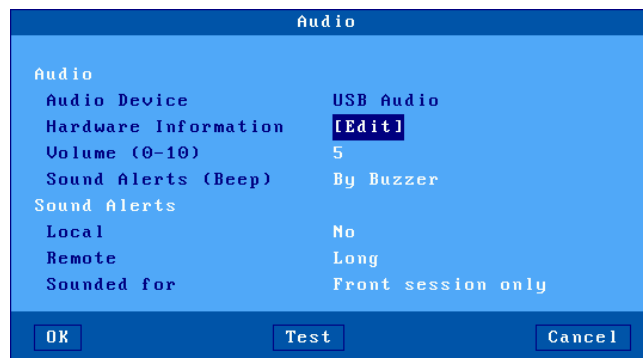 Audio
Audio
Audio Device USB Audio
Hardware Information [Edit]
Volume (0-10) 5
Sound Alerts (Beep) By Buzzer
Sound Alerts
Local No
Remote Long
Sounded for Front session only
OK Test Cancel